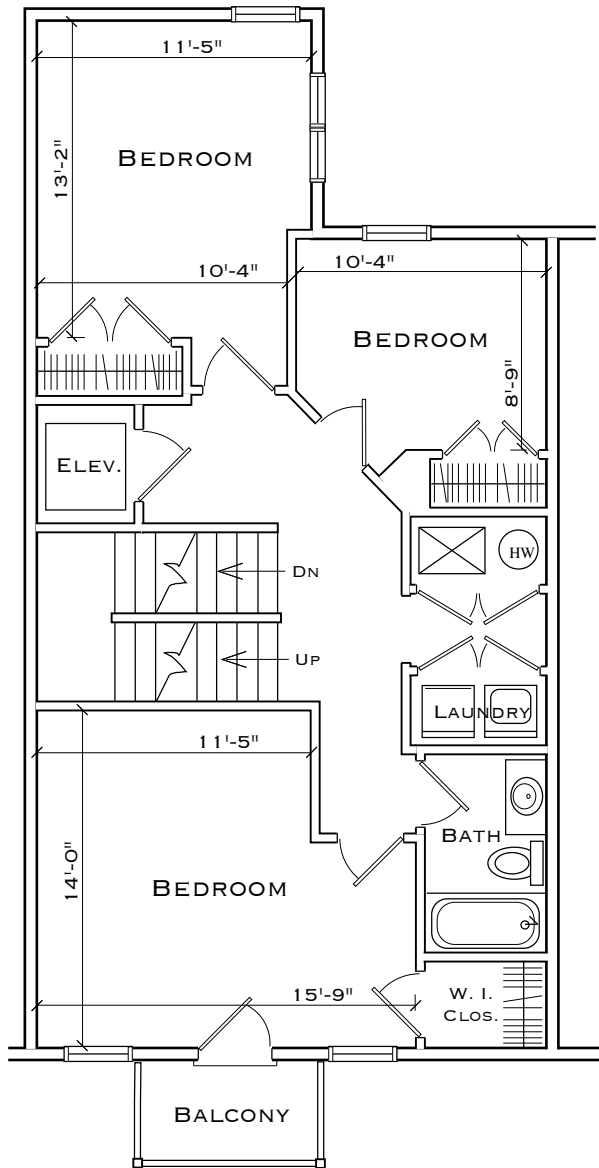 11'-5"
BEDROOM
13'-2"
10'-4"
10'-4"
BEDROOM
8'-9"
ELEV.
HW
DN
UP
LAUNDRY
11'-5"
BATH
BEDROOM
14'-0"
15'-9"
W. I.
CLOS.
BALCONY